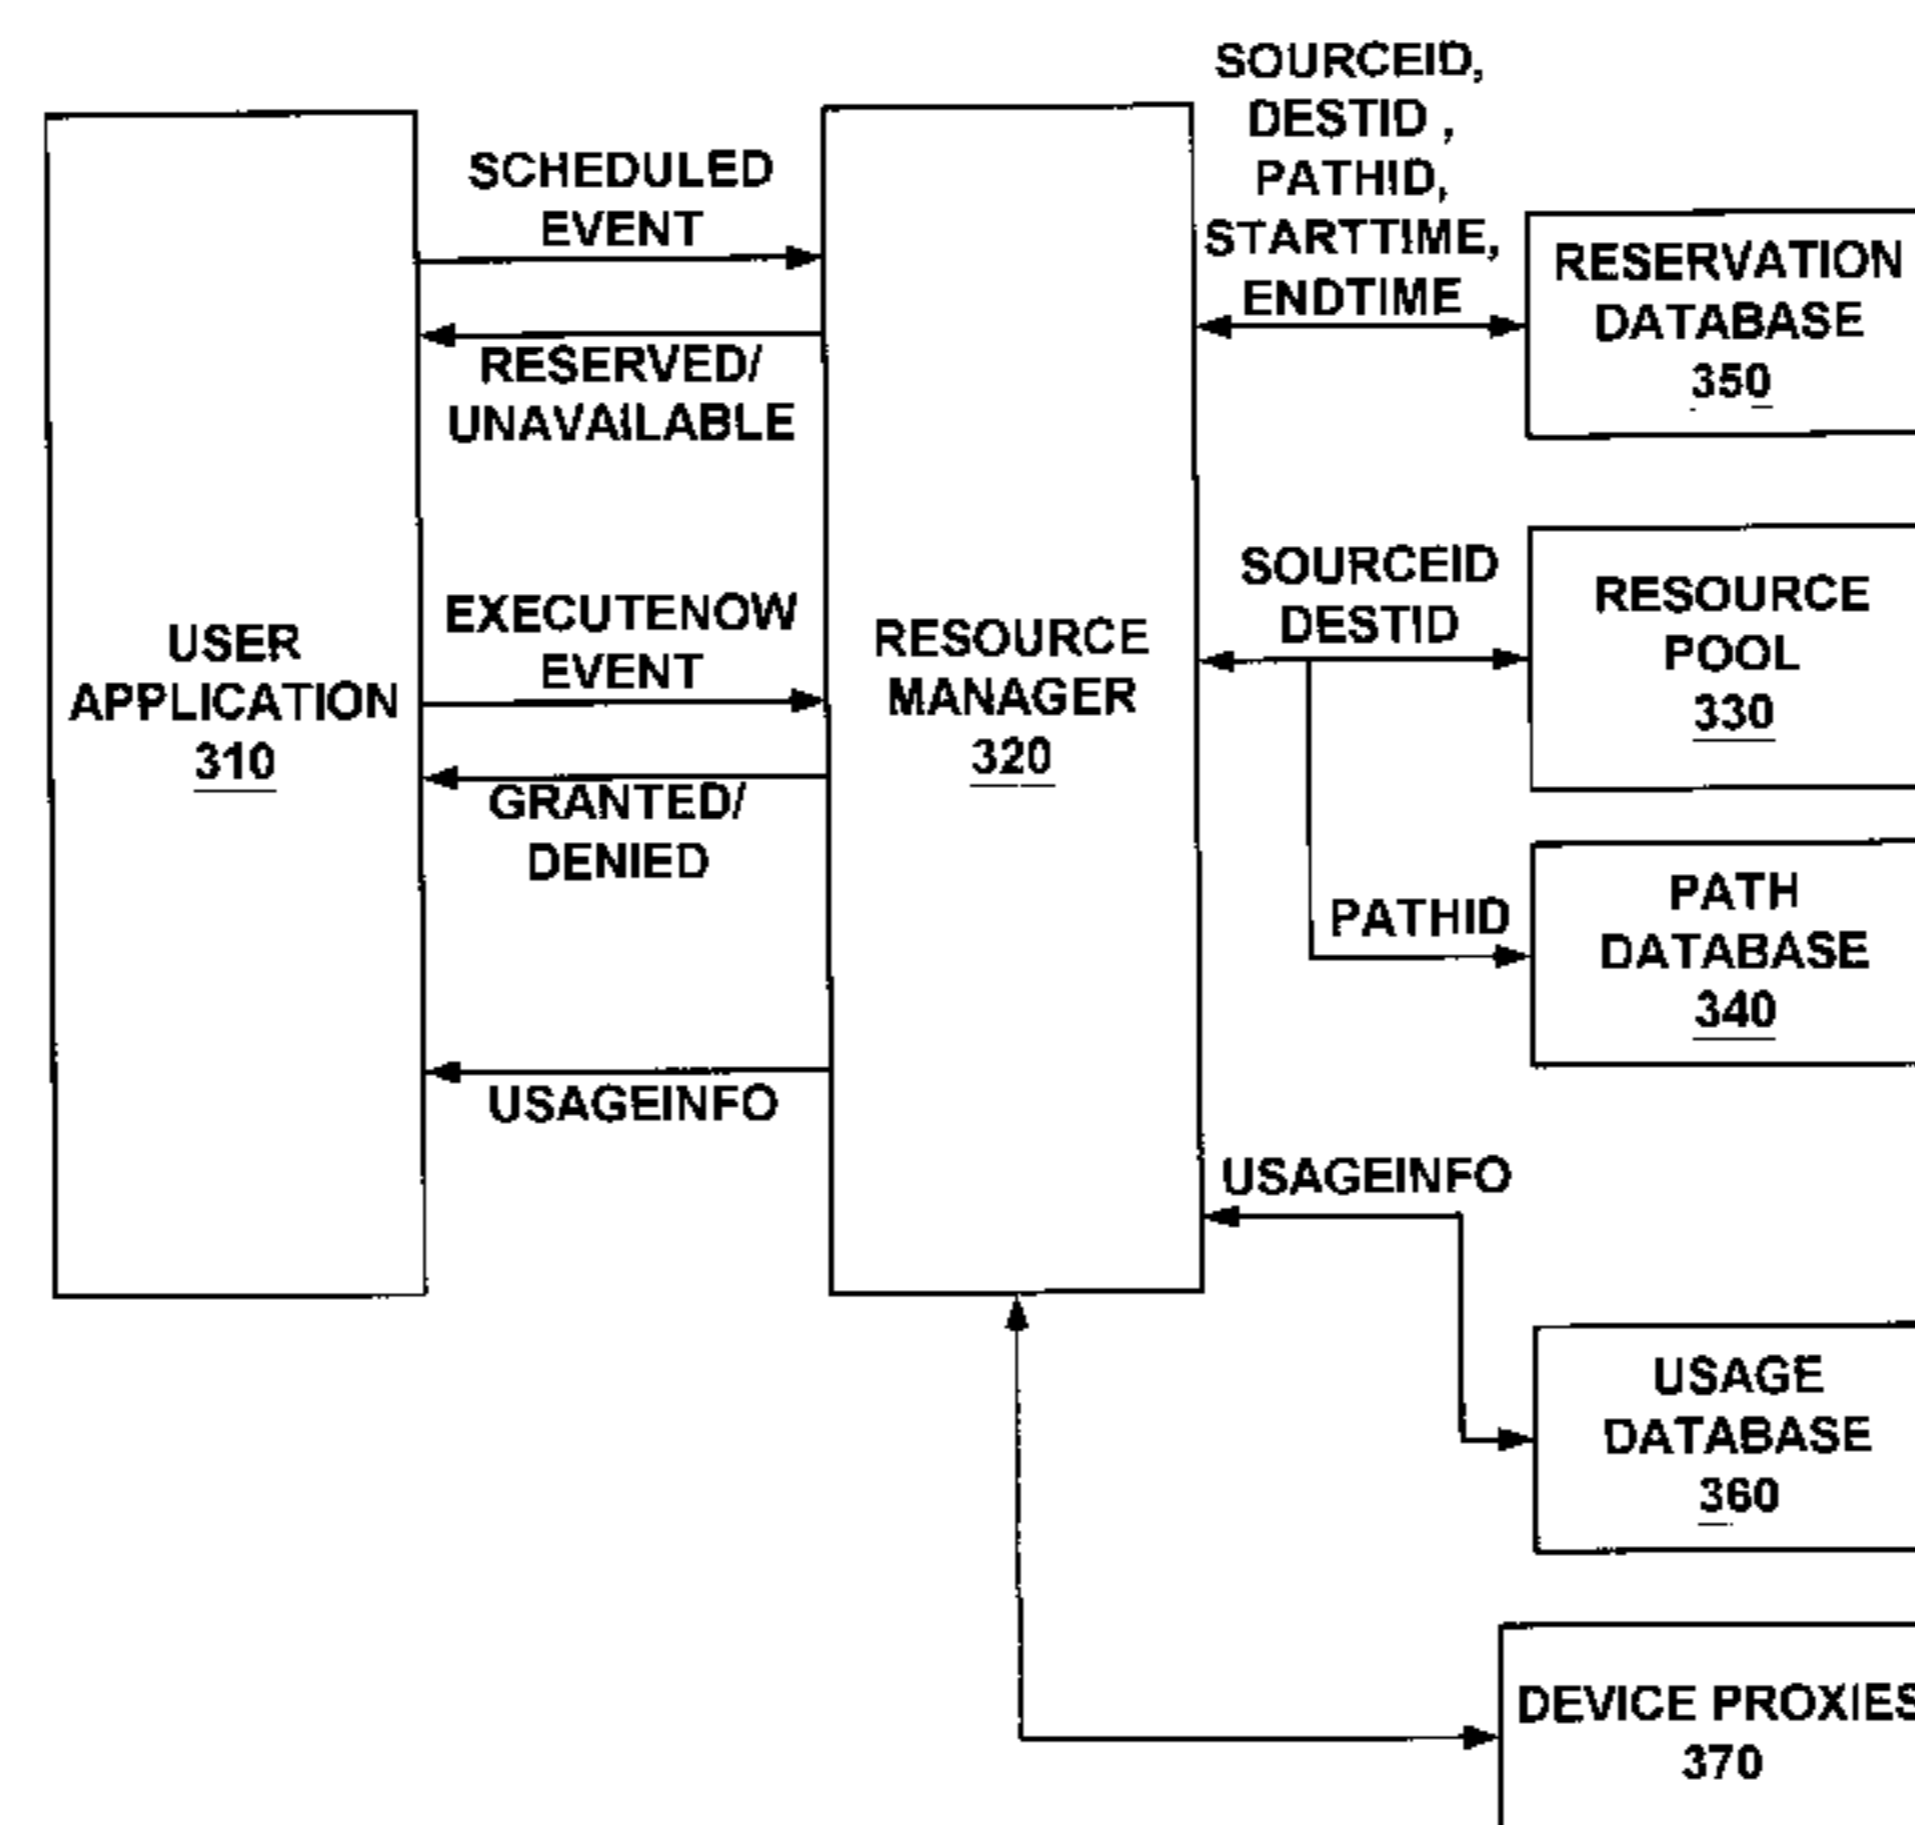 SOURCEID,
DESTID ,
PATHID,
STARTTIME,
ENDTIME
SCHEDULED
EVENT
RESERVED/
UNAVAILABLE
RESERVATION
DATABASE
350
USER
APPLICATION
310
EXECUTENOW
EVENT
GRANTED/
DENIED
RESOURCE
MANAGER
320
SOURCEID
DESTID
RESOURCE
POOL
330
PATHID
PATH
DATABASE
340
USAGEINFO
USAGEINFO
USAGE
DATABASE
360
DEVICE PROXIES
370